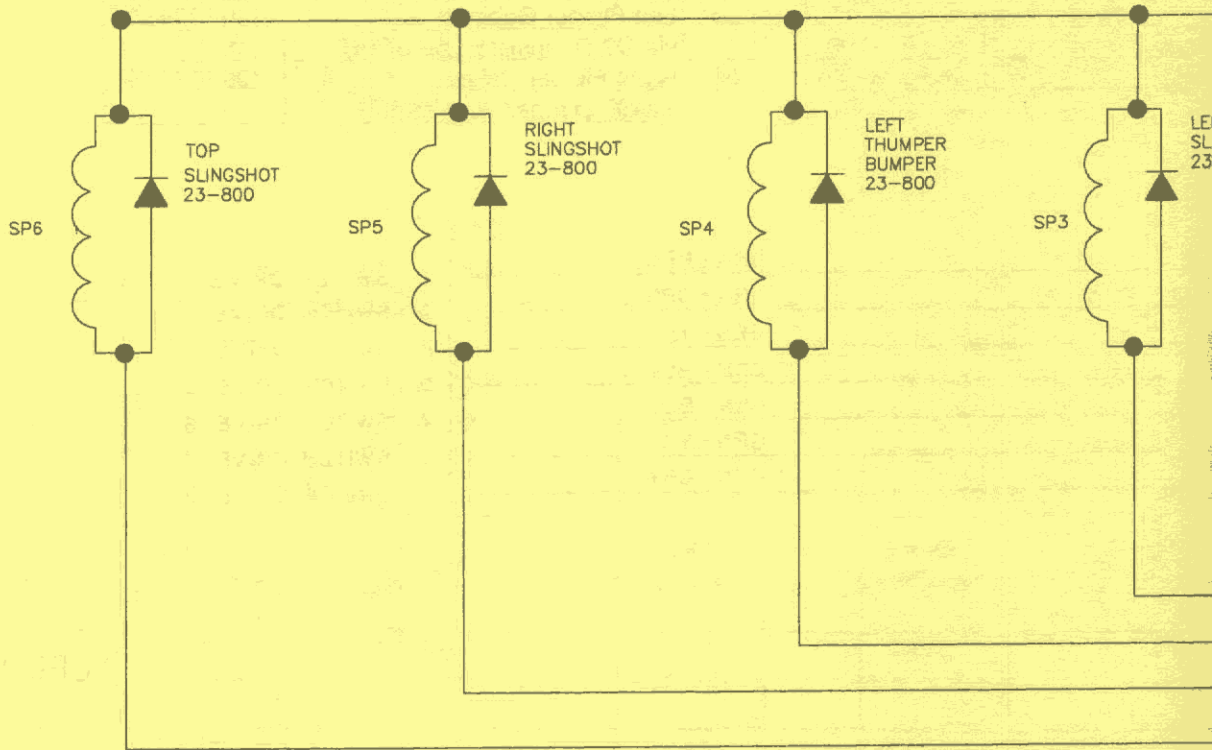 TOP
SLINGSHOT
23-800
SP6
RIGHT
SLINGSHOT
23-800
SP5
LEFT
THUMPER
BUMPER
23-800
SP4
SP3